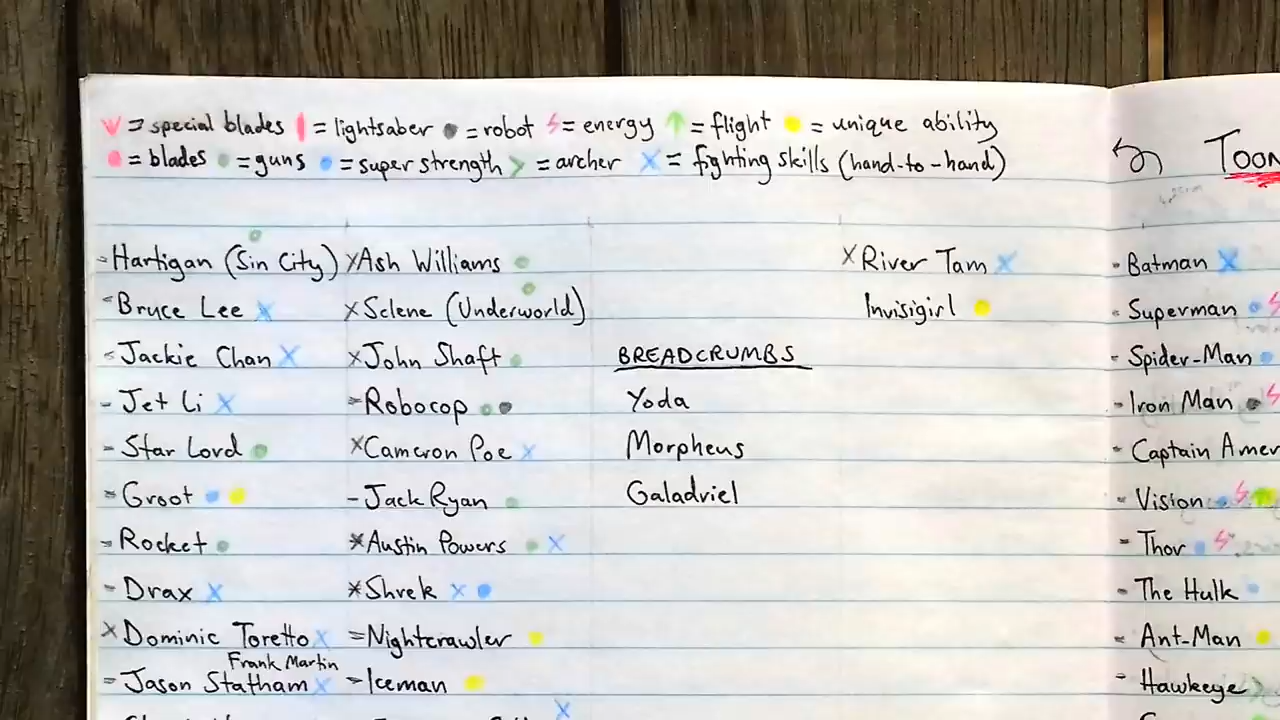 = special blades = lightsaber = robot = energy = flight = unique ability
= blades = guns = super strength = archer = fighting skills (hand-to-hand)
- Hartigan (Sin City)
- Bruce Lee
- Jackie Chan
- Jet Li
- Star Lord
- Groot
- Rocket
- Drax
x Dominic Toretto
Frank Martin
- Jason Statham
x Ash Williams
x Selene (Underworld)
x John Shaft
- Robocop
x Cameron Poe
- Jack Ryan
x Austin Powers
x Shrek
- Nightcrawler
- Iceman
BREADCRUMBS
Yoda
Morpheus
Galadriel
x River Tam
Invisigirl
TOON
- Batman
- Superman
- Spider-Man
- Iron Man
- Captain Amer
- Vision
- Thor
- The Hulk
- Ant-Man
- Hawkeye